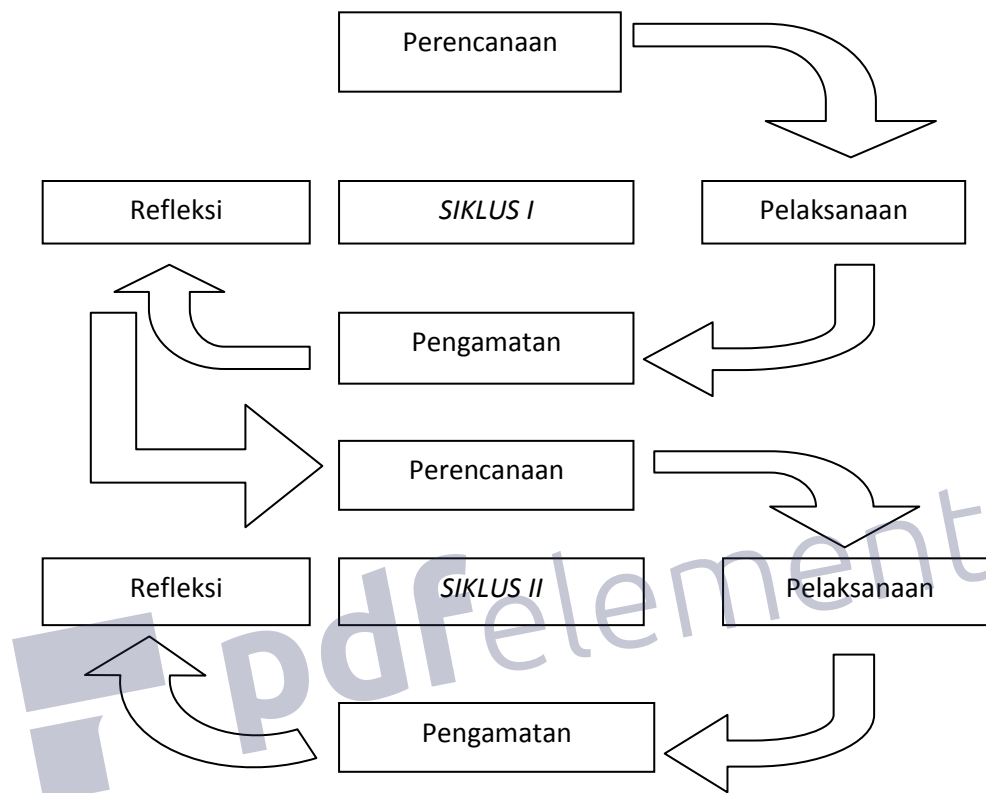 Perencanaan
Refleksi
SIKLUS I
Pelaksanaan
Pengamatan
Perencanaan
Refleksi
SIKLUS II
Pelaksanaan
Pengamatan
pdfelement